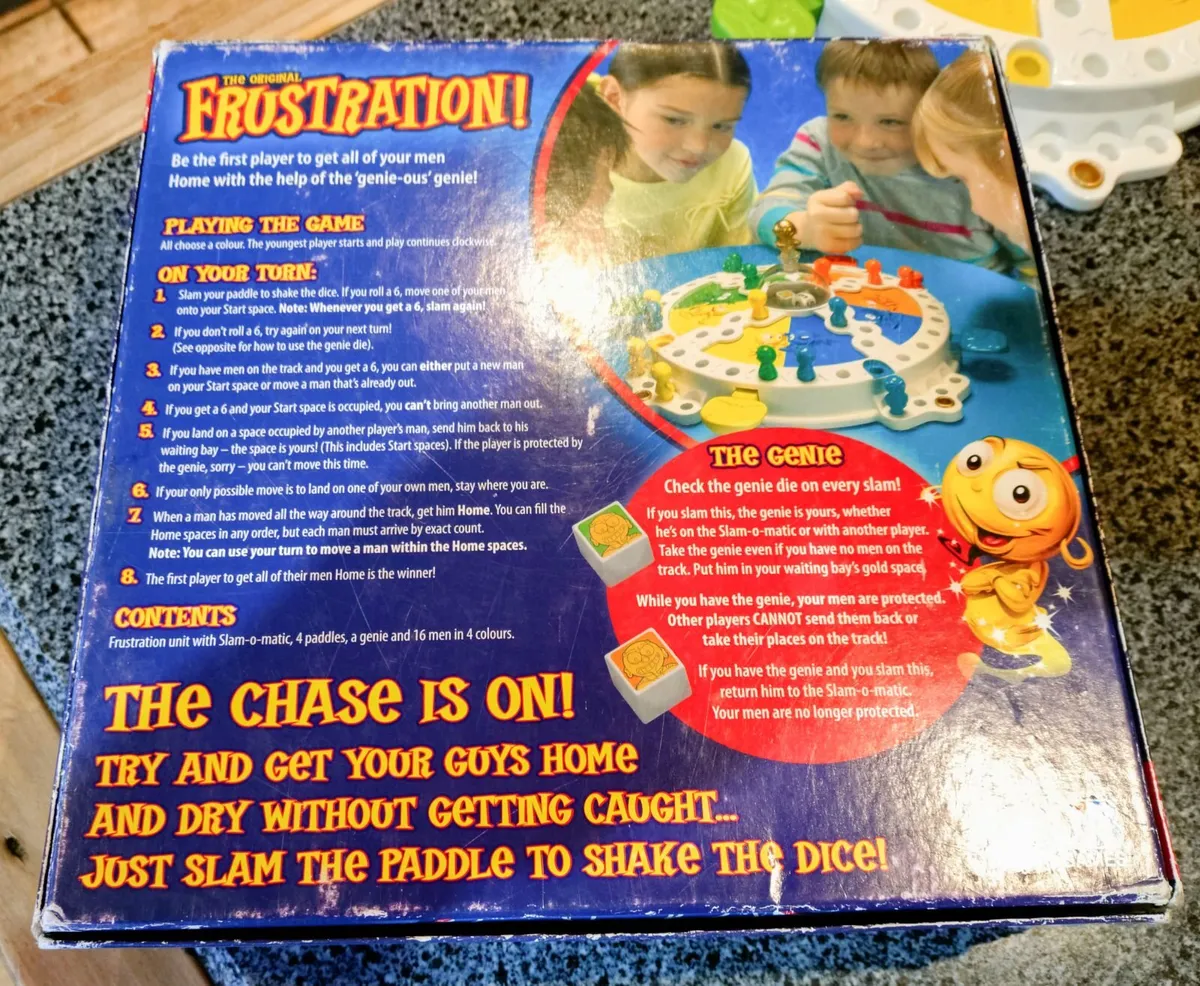 THE ORIGINAL
FRUSTRATION!
Be the first player to get all of your men
Home with the help of the 'genie-ous' genie!
PLAYING THE GAME
All choose a colour. The youngest player starts and play continues clockwise.
ON YOUR TURN:
1. Slam your paddle to shake the dice. If you roll a 6, move one of your men
onto your Start space. Note: Whenever you get a 6, slam again!
2. If you don't roll a 6, try again on your next turn!
(See opposite for how to use the genie die).
3. If you have men on the track and you get a 6, you can either put a new man
on your Start space or move a man that's already out.
4. If you get a 6 and your Start space is occupied, you can't bring another man out.
5. If you land on a space occupied by another player's man, send him back to his
waiting bay – the space is yours! (This includes Start spaces). If the player is protected by
the genie, sorry – you can't move this time.
6. If your only possible move is to land on one of your own men, stay where you are.
7. When a man has moved all the way around the track, get him Home. You can fill the
Home spaces in any order, but each man must arrive by exact count.
Note: You can use your turn to move a man within the Home spaces.
8. The first player to get all of their men Home is the winner!
CONTENTS
Frustration unit with Slam-o-matic, 4 paddles, a genie and 16 men in 4 colours.
THE GENIE
Check the genie die on every slam!
If you slam this, the genie is yours, whether
he's on the Slam-o-matic or with another player.
Take the genie even if you have no men on the
track. Put him in your waiting bay's gold space.
While you have the genie, your men are protected.
Other players CANNOT send them back or
take their places on the track!
If you have the genie and you slam this,
return him to the Slam-o-matic.
Your men are no longer protected.
THE CHASE IS ON!
TRY AND GET YOUR GUYS HOME
AND DRY WITHOUT GETTING CAUGHT...
JUST SLAM THE PADDLE TO SHAKE THE DICE!